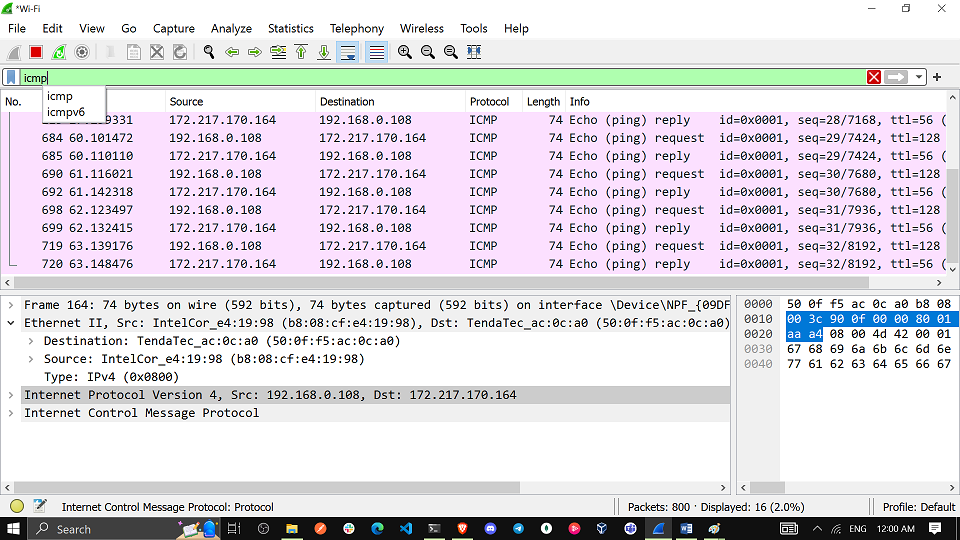 *Wi-Fi
File Edit View Go Capture Analyze Statistics Telephony Wireless Tools Help
icmp
icmp
icmpv6
No. Source Destination Protocol Length Info
9331 172.217.170.164 192.168.0.108 ICMP 74 Echo (ping) reply id=0x0001, seq=28/7168, ttl=56 (
684 60.101472 192.168.0.108 172.217.170.164 ICMP 74 Echo (ping) request id=0x0001, seq=29/7424, ttl=128
685 60.110110 172.217.170.164 192.168.0.108 ICMP 74 Echo (ping) reply id=0x0001, seq=29/7424, ttl=56 (
690 61.116021 192.168.0.108 172.217.170.164 ICMP 74 Echo (ping) request id=0x0001, seq=30/7680, ttl=128
692 61.142318 172.217.170.164 192.168.0.108 ICMP 74 Echo (ping) reply id=0x0001, seq=30/7680, ttl=56 (
698 62.123497 192.168.0.108 172.217.170.164 ICMP 74 Echo (ping) request id=0x0001, seq=31/7936, ttl=128
699 62.132415 172.217.170.164 192.168.0.108 ICMP 74 Echo (ping) reply id=0x0001, seq=31/7936, ttl=56 (
719 63.139176 192.168.0.108 172.217.170.164 ICMP 74 Echo (ping) request id=0x0001, seq=32/8192, ttl=128
720 63.148476 172.217.170.164 192.168.0.108 ICMP 74 Echo (ping) reply id=0x0001, seq=32/8192, ttl=56 (
Frame 164: 74 bytes on wire (592 bits), 74 bytes captured (592 bits) on interface \Device\NPF_{09DF
Ethernet II, Src: IntelCor_e4:19:98 (b8:08:cf:e4:19:98), Dst: TendaTec_ac:0c:a0 (50:0f:f5:ac:0c:a0)
Destination: TendaTec_ac:0c:a0 (50:0f:f5:ac:0c:a0)
Source: IntelCor_e4:19:98 (b8:08:cf:e4:19:98)
Type: IPv4 (0x0800)
Internet Protocol Version 4, Src: 192.168.0.108, Dst: 172.217.170.164
Internet Control Message Protocol
0000 50 0f f5 ac 0c a0 b8 08
0010 00 3c 90 0f 00 00 80 01
0020 aa a4 08 00 4d 42 00 01
0030 67 68 69 6a 6b 6c 6d 6e
0040 77 61 62 63 64 65 66 67
Internet Control Message Protocol: Protocol
Packets: 800 · Displayed: 16 (2.0%)
Profile: Default
Search
ENG 12:00 AM